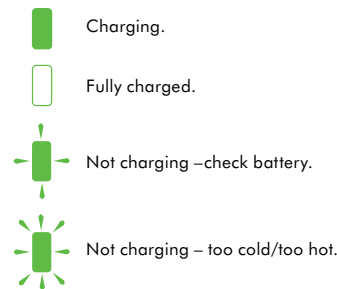 Charging.
Fully charged.
Not charging –check battery.
Not charging – too cold/too hot.